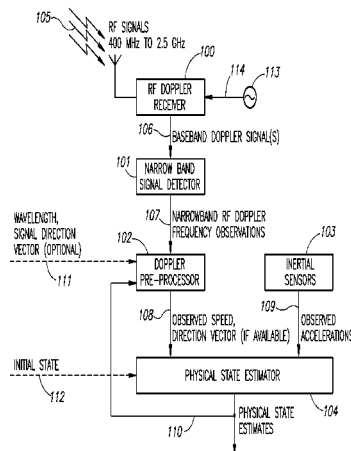 105
RF SIGNALS
400 MHz TO 2.5 GHz
100
RF DOPPLER
RECEIVER
114
113
106
BASEBAND DOPPLER SIGNAL(S)
101
NARROW BAND
SIGNAL DETECTOR
107
NARROWBAND RF DOPPLER
FREQUENCY OBSERVATIONS
WAVELENGTH,
SIGNAL DIRECTION
VECTOR (OPTIONAL)
111
102
DOPPLER
PRE-PROCESSOR
103
INERTIAL
SENSORS
108
OBSERVED SPEED,
DIRECTION VECTOR (IF AVAILABLE)
109
OBSERVED
ACCELERATIONS
INITIAL STATE
112
PHYSICAL STATE ESTIMATOR
104
110
PHYSICAL STATE
ESTIMATES